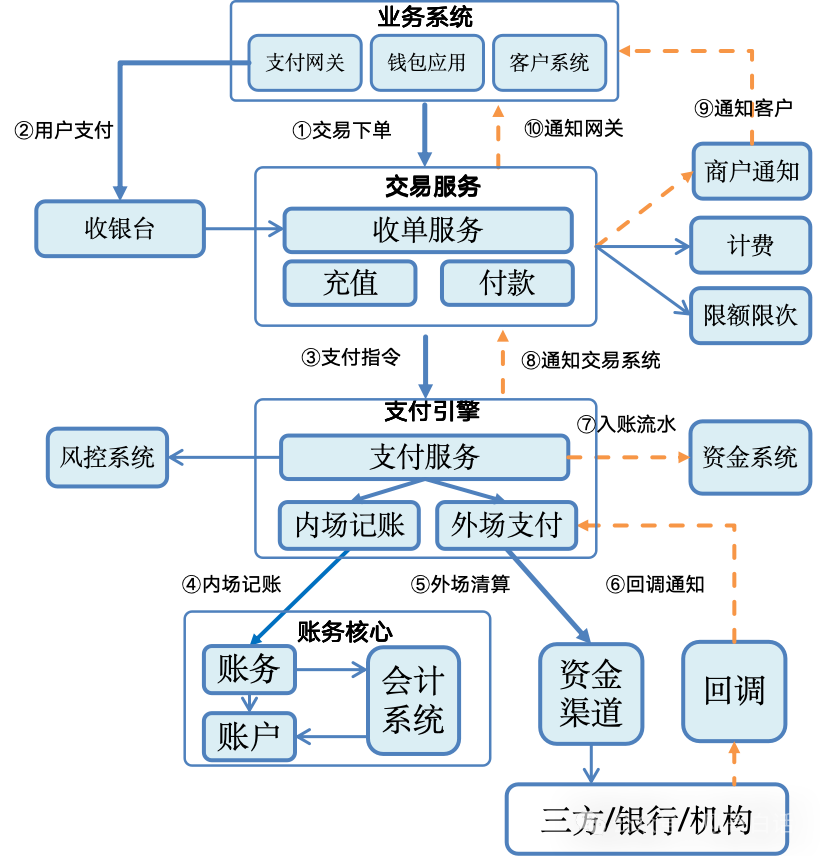 业务系统
支付网关
钱包应用
客户系统
②用户支付
①交易下单
⑩通知网关
⑨通知客户
商户通知
交易服务
收银台
收单服务
计费
充值
付款
限额限次
③支付指令
⑧通知交易系统
支付引擎
⑦入账流水
风控系统
支付服务
资金系统
内场记账
外场支付
④内场记账
⑤外场清算
⑥回调通知
账务核心
账务
会计
系统
账户
资金
渠道
回调
三方/银行/机构